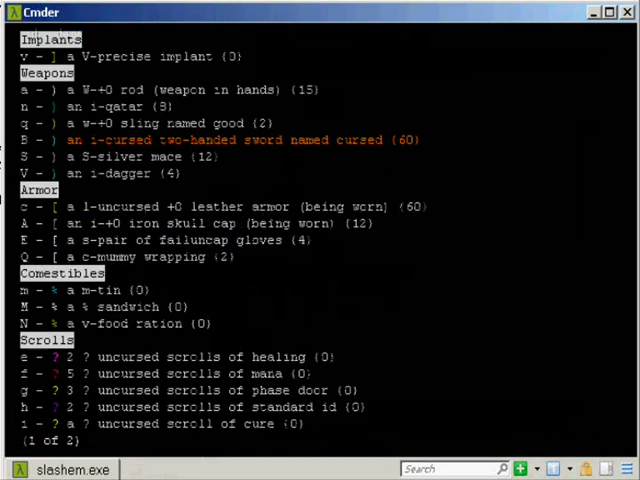 Cmder
Implants
v - ] a V-precise implant {0}
Weapons
a - ) a W-+0 rod (weapon in hands) {15}
n - ) an i-qatar {8}
q - ) a w-+0 sling named good {2}
B - ) an i-cursed two-handed sword named cursed {60}
S - ) a S-silver mace {12}
V - ) an i-dagger {4}
Armor
c - [ a l-uncursed +0 leather armor (being worn) {60}
A - [ an i-+0 iron skull cap (being worn) {12}
E - [ a s-pair of failuncap gloves {4}
Q - [ a c-mummy wrapping {2}
Comestibles
m - % a m-tin {0}
M - % a % sandwich {0}
N - % a v-food ration {0}
Scrolls
e - ? 2 ? uncursed scrolls of healing {0}
f - ? 5 ? uncursed scrolls of mana {0}
g - ? 3 ? uncursed scrolls of phase door {0}
h - ? 2 ? uncursed scrolls of standard id {0}
i - ? a ? uncursed scroll of cure {0}
(1 of 2)
λ slashem.exe
Search